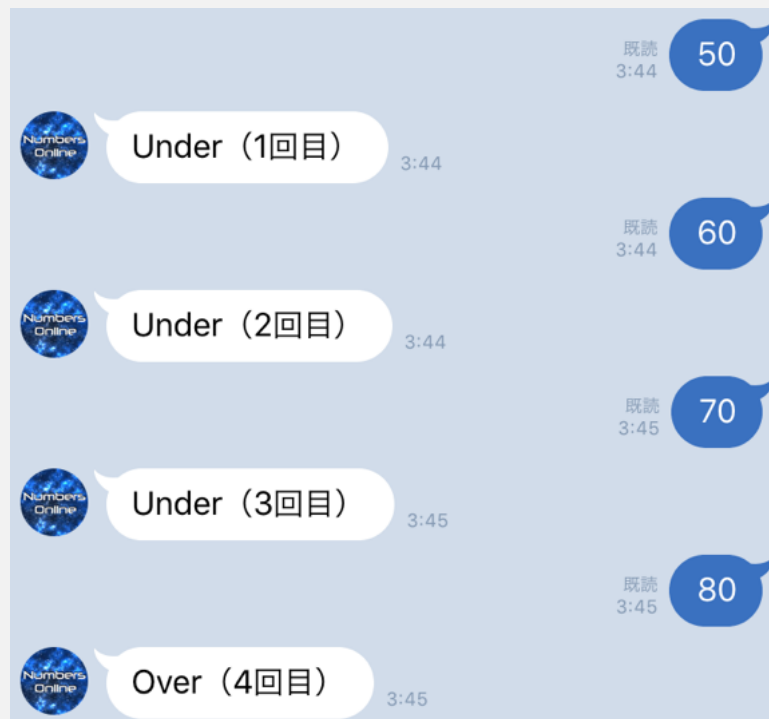 50
既読
3:44
Numbers
Online
Under（1回目）
3:44
60
既読
3:44
Numbers
Online
Under（2回目）
3:44
70
既読
3:45
Numbers
Online
Under（3回目）
3:45
80
既読
3:45
Numbers
Online
Over（4回目）
3:45